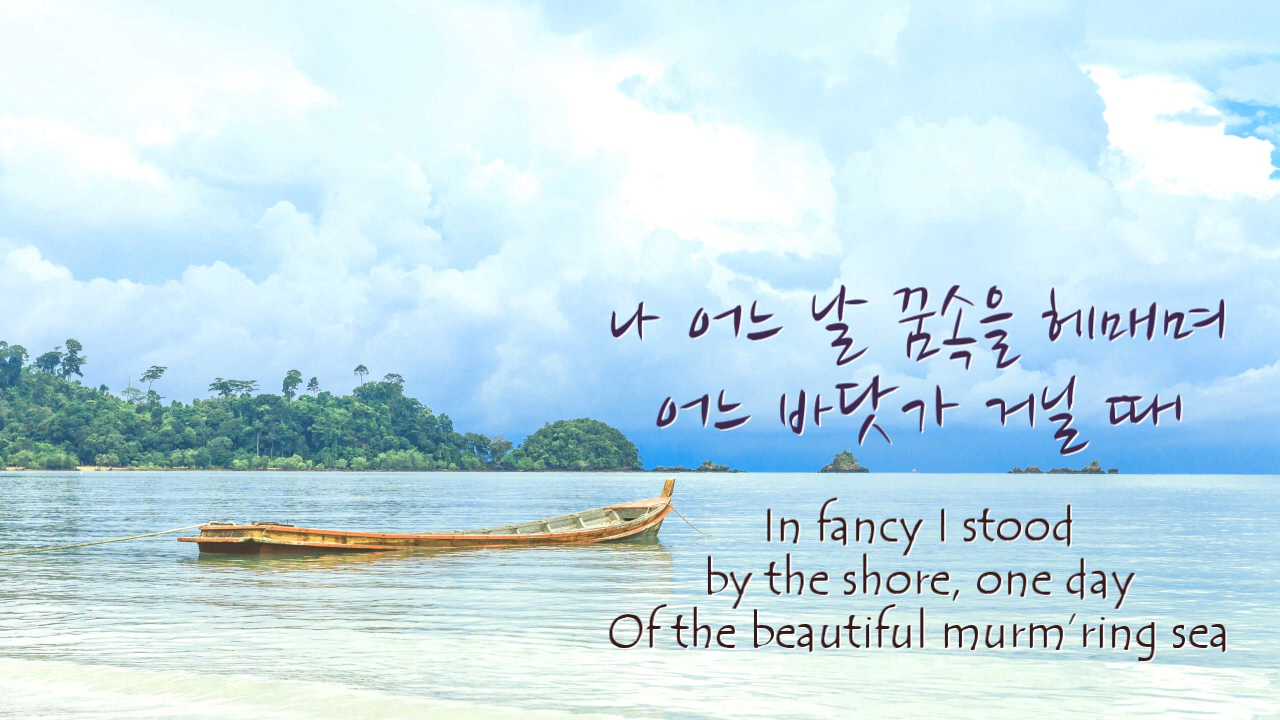 나 어느 날 꿈속을 헤매며
어느 바닷가 거닐 때
In fancy I stood
by the shore, one day
Of the beautiful murm'ring sea